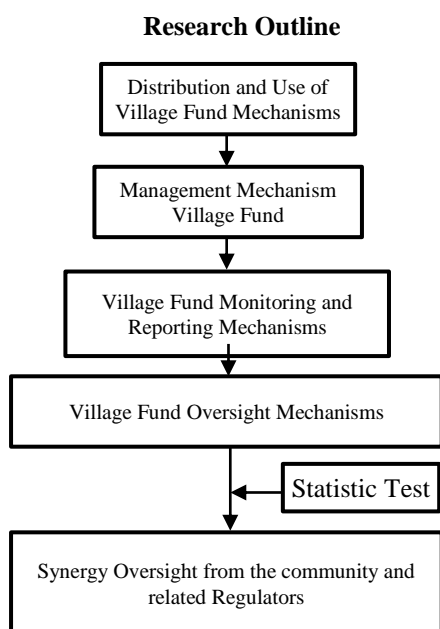 Research Outline
Distribution and Use of
Village Fund Mechanisms
Management Mechanism
Village Fund
Village Fund Monitoring and
Reporting Mechanisms
Village Fund Oversight Mechanisms
Statistic Test
Synergy Oversight from the community and
related Regulators